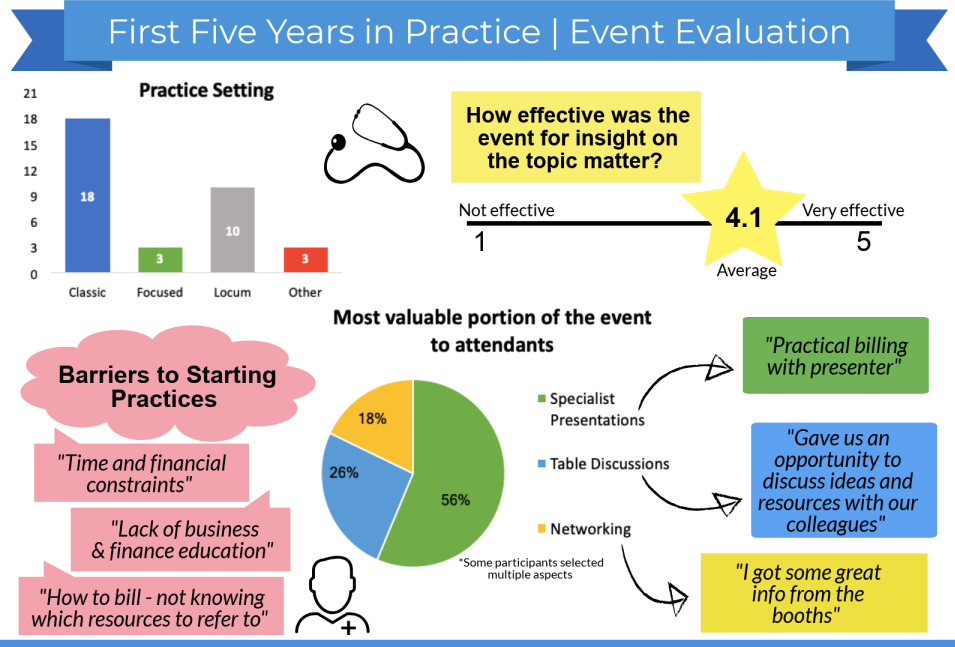 First Five Years in Practice | Event Evaluation
Practice Setting
21
18
15
12
9
6
3
0
18
3
10
3
Classic
Focused
Locum
Other
How effective was the
event for insight on
the topic matter?
Not effective
Very effective
4.1
1
5
Average
Barriers to Starting
Practices
"Time and financial
constraints"
"Lack of business
& finance education"
"How to bill - not knowing
which resources to refer to"
Most valuable portion of the event
to attendants
18%
26%
56%
Specialist
Presentations
Table Discussions
Networking
*Some participants selected
multiple aspects
"Practical billing
with presenter"
"Gave us an
opportunity to
discuss ideas and
resources with our
colleagues"
"I got some great
info from the
booths"